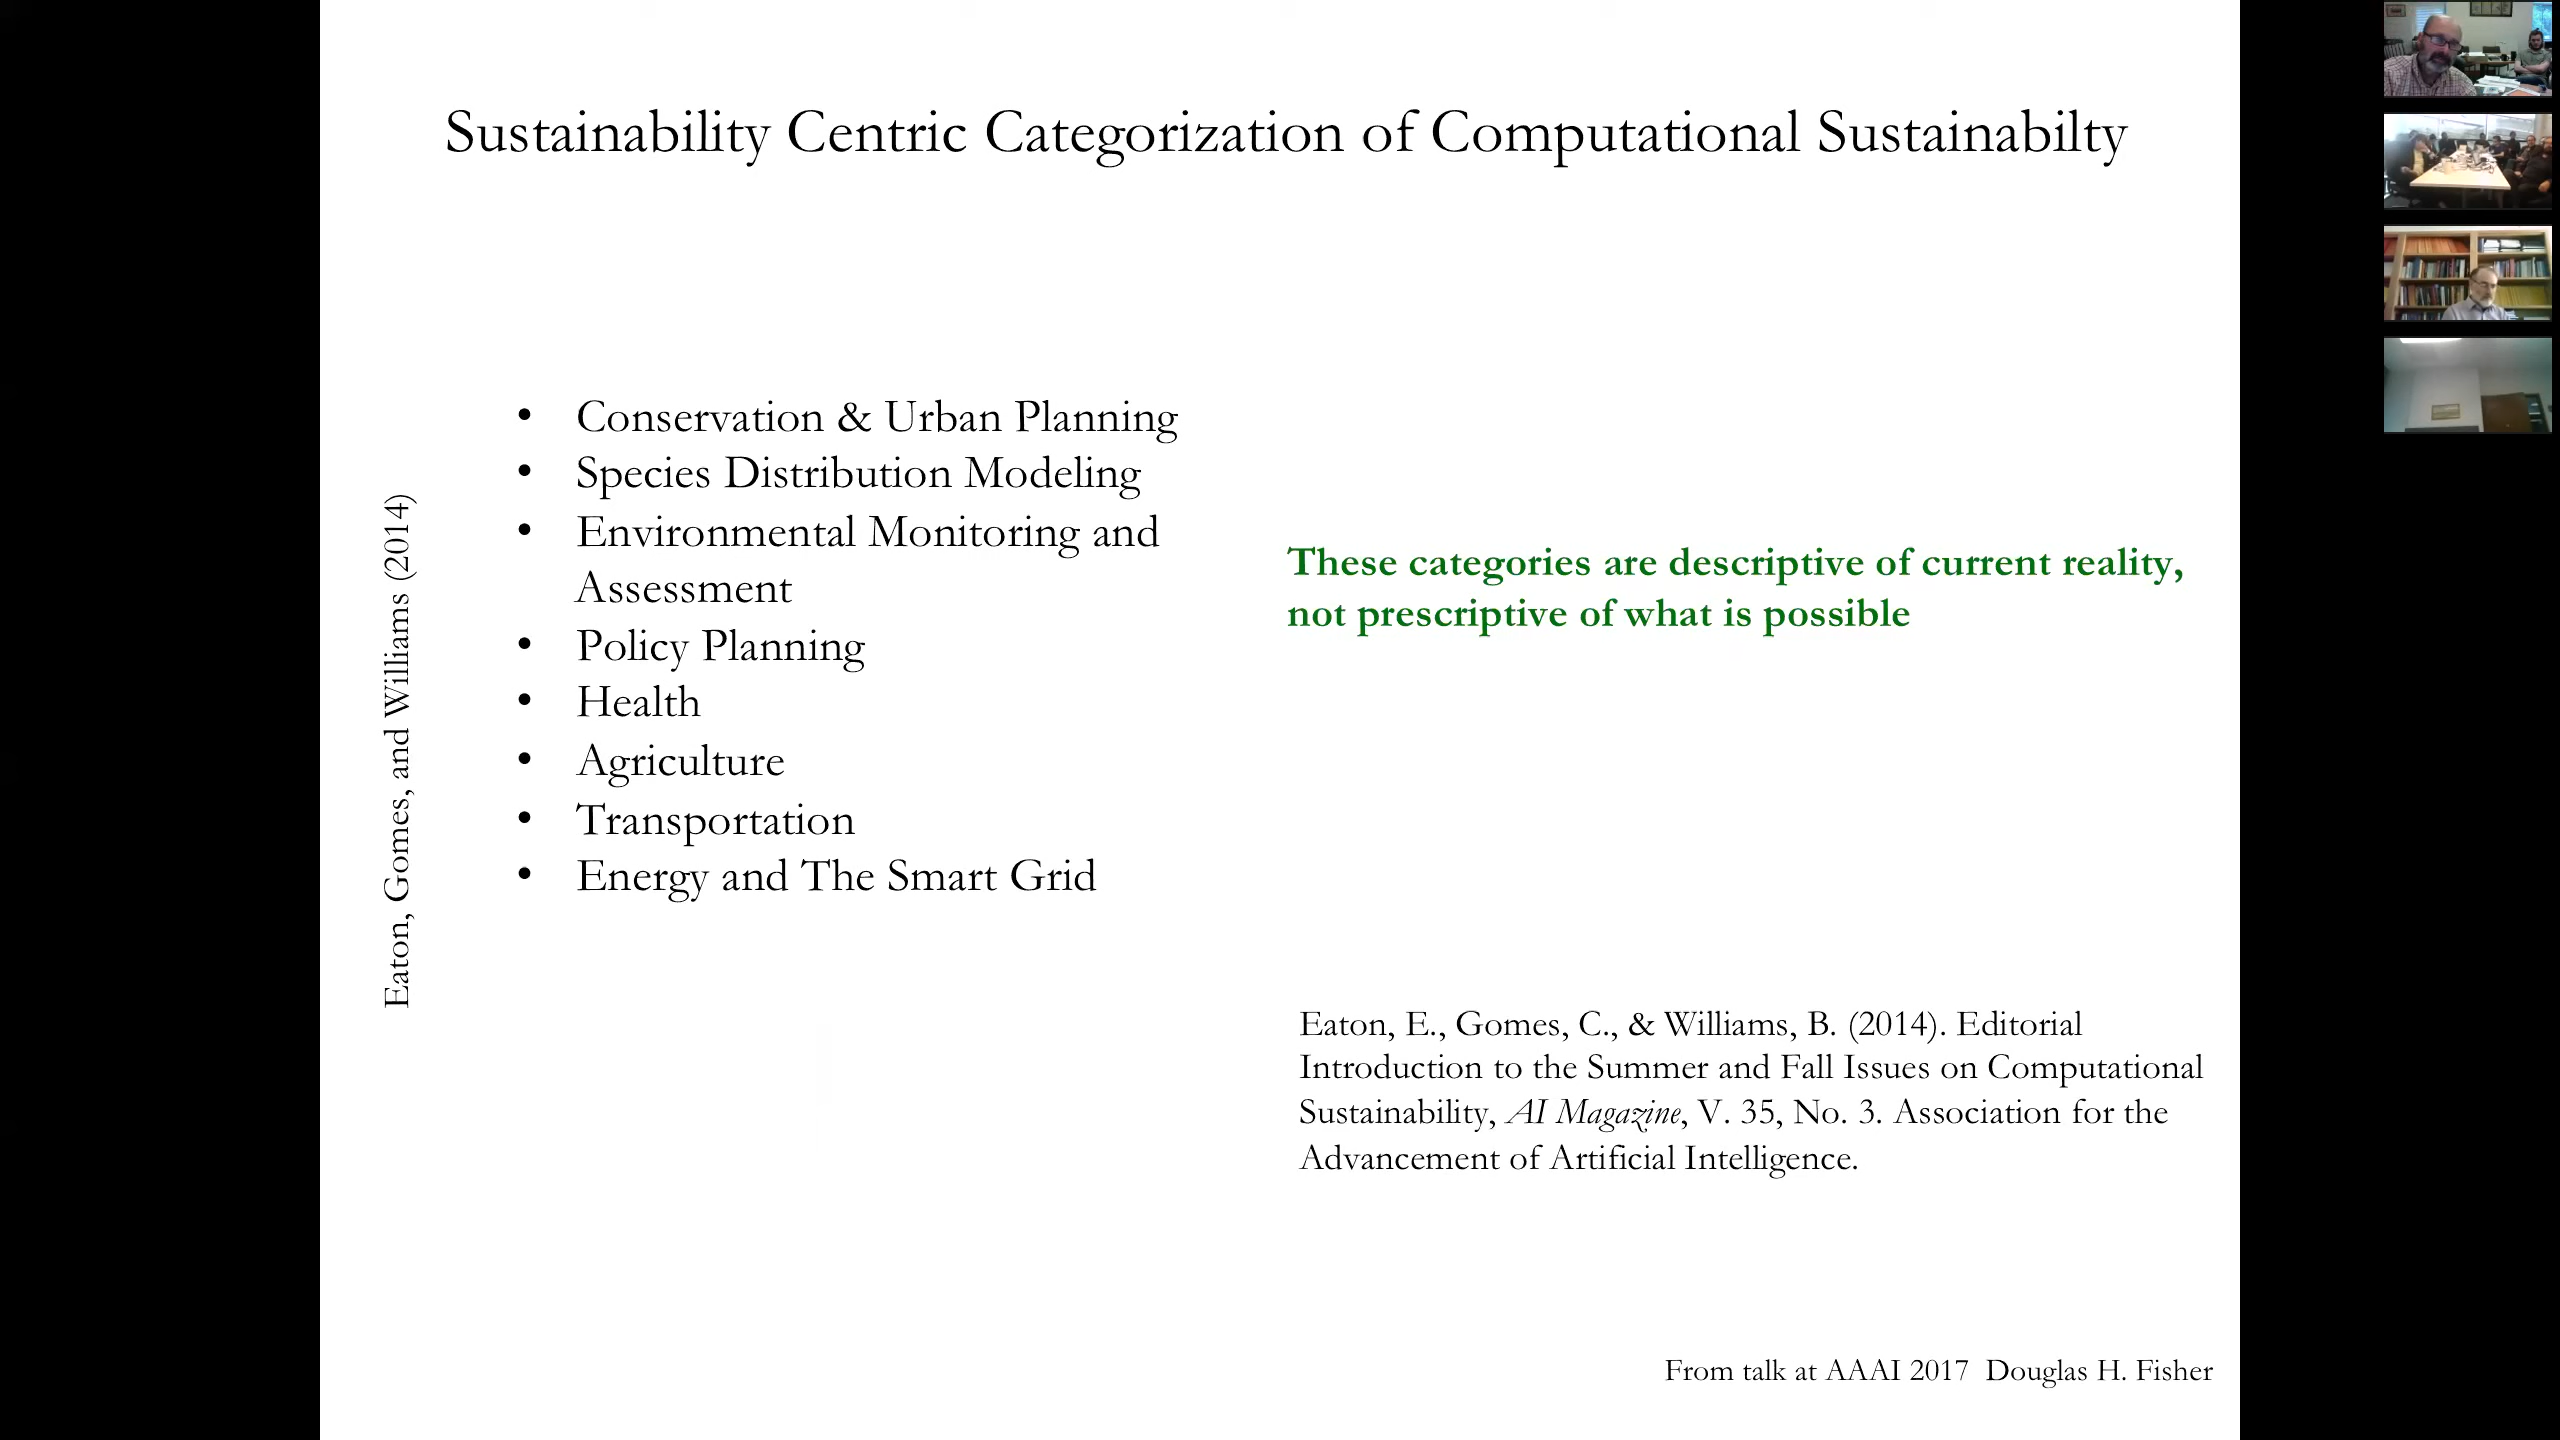 Sustainability Centric Categorization of Computational Sustainabilty
Eaton, Gomes, and Williams (2014)
• Conservation & Urban Planning
• Species Distribution Modeling
• Environmental Monitoring and
Assessment
• Policy Planning
• Health
• Agriculture
• Transportation
• Energy and The Smart Grid
These categories are descriptive of current reality,
not prescriptive of what is possible
Eaton, E., Gomes, C., & Williams, B. (2014). Editorial
Introduction to the Summer and Fall Issues on Computational
Sustainability, AI Magazine, V. 35, No. 3. Association for the
Advancement of Artificial Intelligence.
From talk at AAAI 2017 Douglas H. Fisher